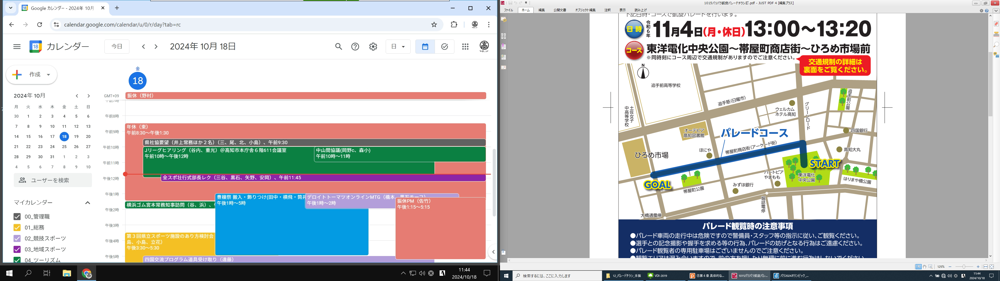 Google カレンダー - 2024年 10月
calendar.google.com/calendar/u/0/r/day?tab=rc
18
カレンダー
今日
2024年 10月 18日
日
作成
金
18
2024年 10月
月 火 水 木 金 土 日
30 1 2 3 4 5 6
7 8 9 10 11 12 13
14 15 16 17 18 19 20
21 22 23 24 25 26 27
28 29 30 31 1 2 3
4 5 6 7 8 9 10
ユーザーを検索
マイカレンダー
00_管理職
01_総務
02_競技スポーツ
03_地域スポーツ
04_ツーリズム
GMT+09
振休（野村）
午前7時
午前8時
午前9時
午前10時
午前11時
午後12時
午後1時
午後2時
午後3時
午後4時
午後5時
年休（東）
午前8:30～午後1:30
県社協要望（井上常務ほか２名）（三、尾、北、小島）、午前9:30
Jリーグヒアリング（谷内、重光）＠高知市本庁舎６階611会議室
午前10時～午後12時
中山間協議(岡野c、森小)
午前10時～11時
全スポ壮行式部長レク（三谷、黒石、矢野、安岡）、午前11:45
横浜ゴム宮本常務知事訪問（谷、浜）、
豊穣祭 搬入・飾りつけ(田中・横飛・筒井
午後1時～5時
デロイトトーマツオンラインMTG（橋本、黒石チーフ）
午後1時～2時
振休PM（佐竹）
午後1:15～5:15
第３回県立スポーツ施設のあり方検討会
島、小島、立花）
午後3:30～5:30
四国交流プログラム道具受け取り（遠藤）
11:44
2024/10/18
1015パリパラ凱旋パレードチラシ訂.pdf - JUST PDF 4 [編集プラス]
ファイル ホーム 編集 公開文書 オブジェクト編集 注釈 表示 読み上げ
下記日時・コースで凱旋パレードを行います。
日時
令和6年
11月4日(月・休日)13:00～13:20
コース
東洋電化中央公園～帯屋町商店街～ひろめ市場前
※同時刻にコース周辺で交通規制がありますのでご注意ください。
交通規制の詳細は
裏面をご覧ください。
N
追手前高等学校
土佐女子
中高等学校
追手筋(日曜市)
ウェルカム
ホテル高知
グリーンロード
追手前公園
四国銀行
オーテピア
高知図書館
パレードコース
帯屋町商店街(アーケード街)
ほにや
高知大丸
ひろめ市場
START
GOAL
ハートピア
やまもも
東洋電化
中央公園
はりまや橋公園
帯屋町公園
みずほ銀行
堀詰電停
大橋通電停
パレード観覧時の注意事項
●パレード車両の走行中は危険ですので警備員・スタッフ等の指示に従い、ご観覧ください。
●選手との記念撮影や握手を求める等の行為、パレードの妨げとなる行為はご遠慮ください。
●パレード観覧者の専用駐車場はございませんのでご注意ください。
●観覧エリアは混み合いますので、前の方を押したり無理に前に進む行為はしないでください。
125%
検索するには、ここに入力します
12_パレードチラシ_手旗
VDI-2019
④第４章 具体的な...
1015パリパラ凱旋パレ...
パリ2024オリンピック_...
11:44
2024/10/18